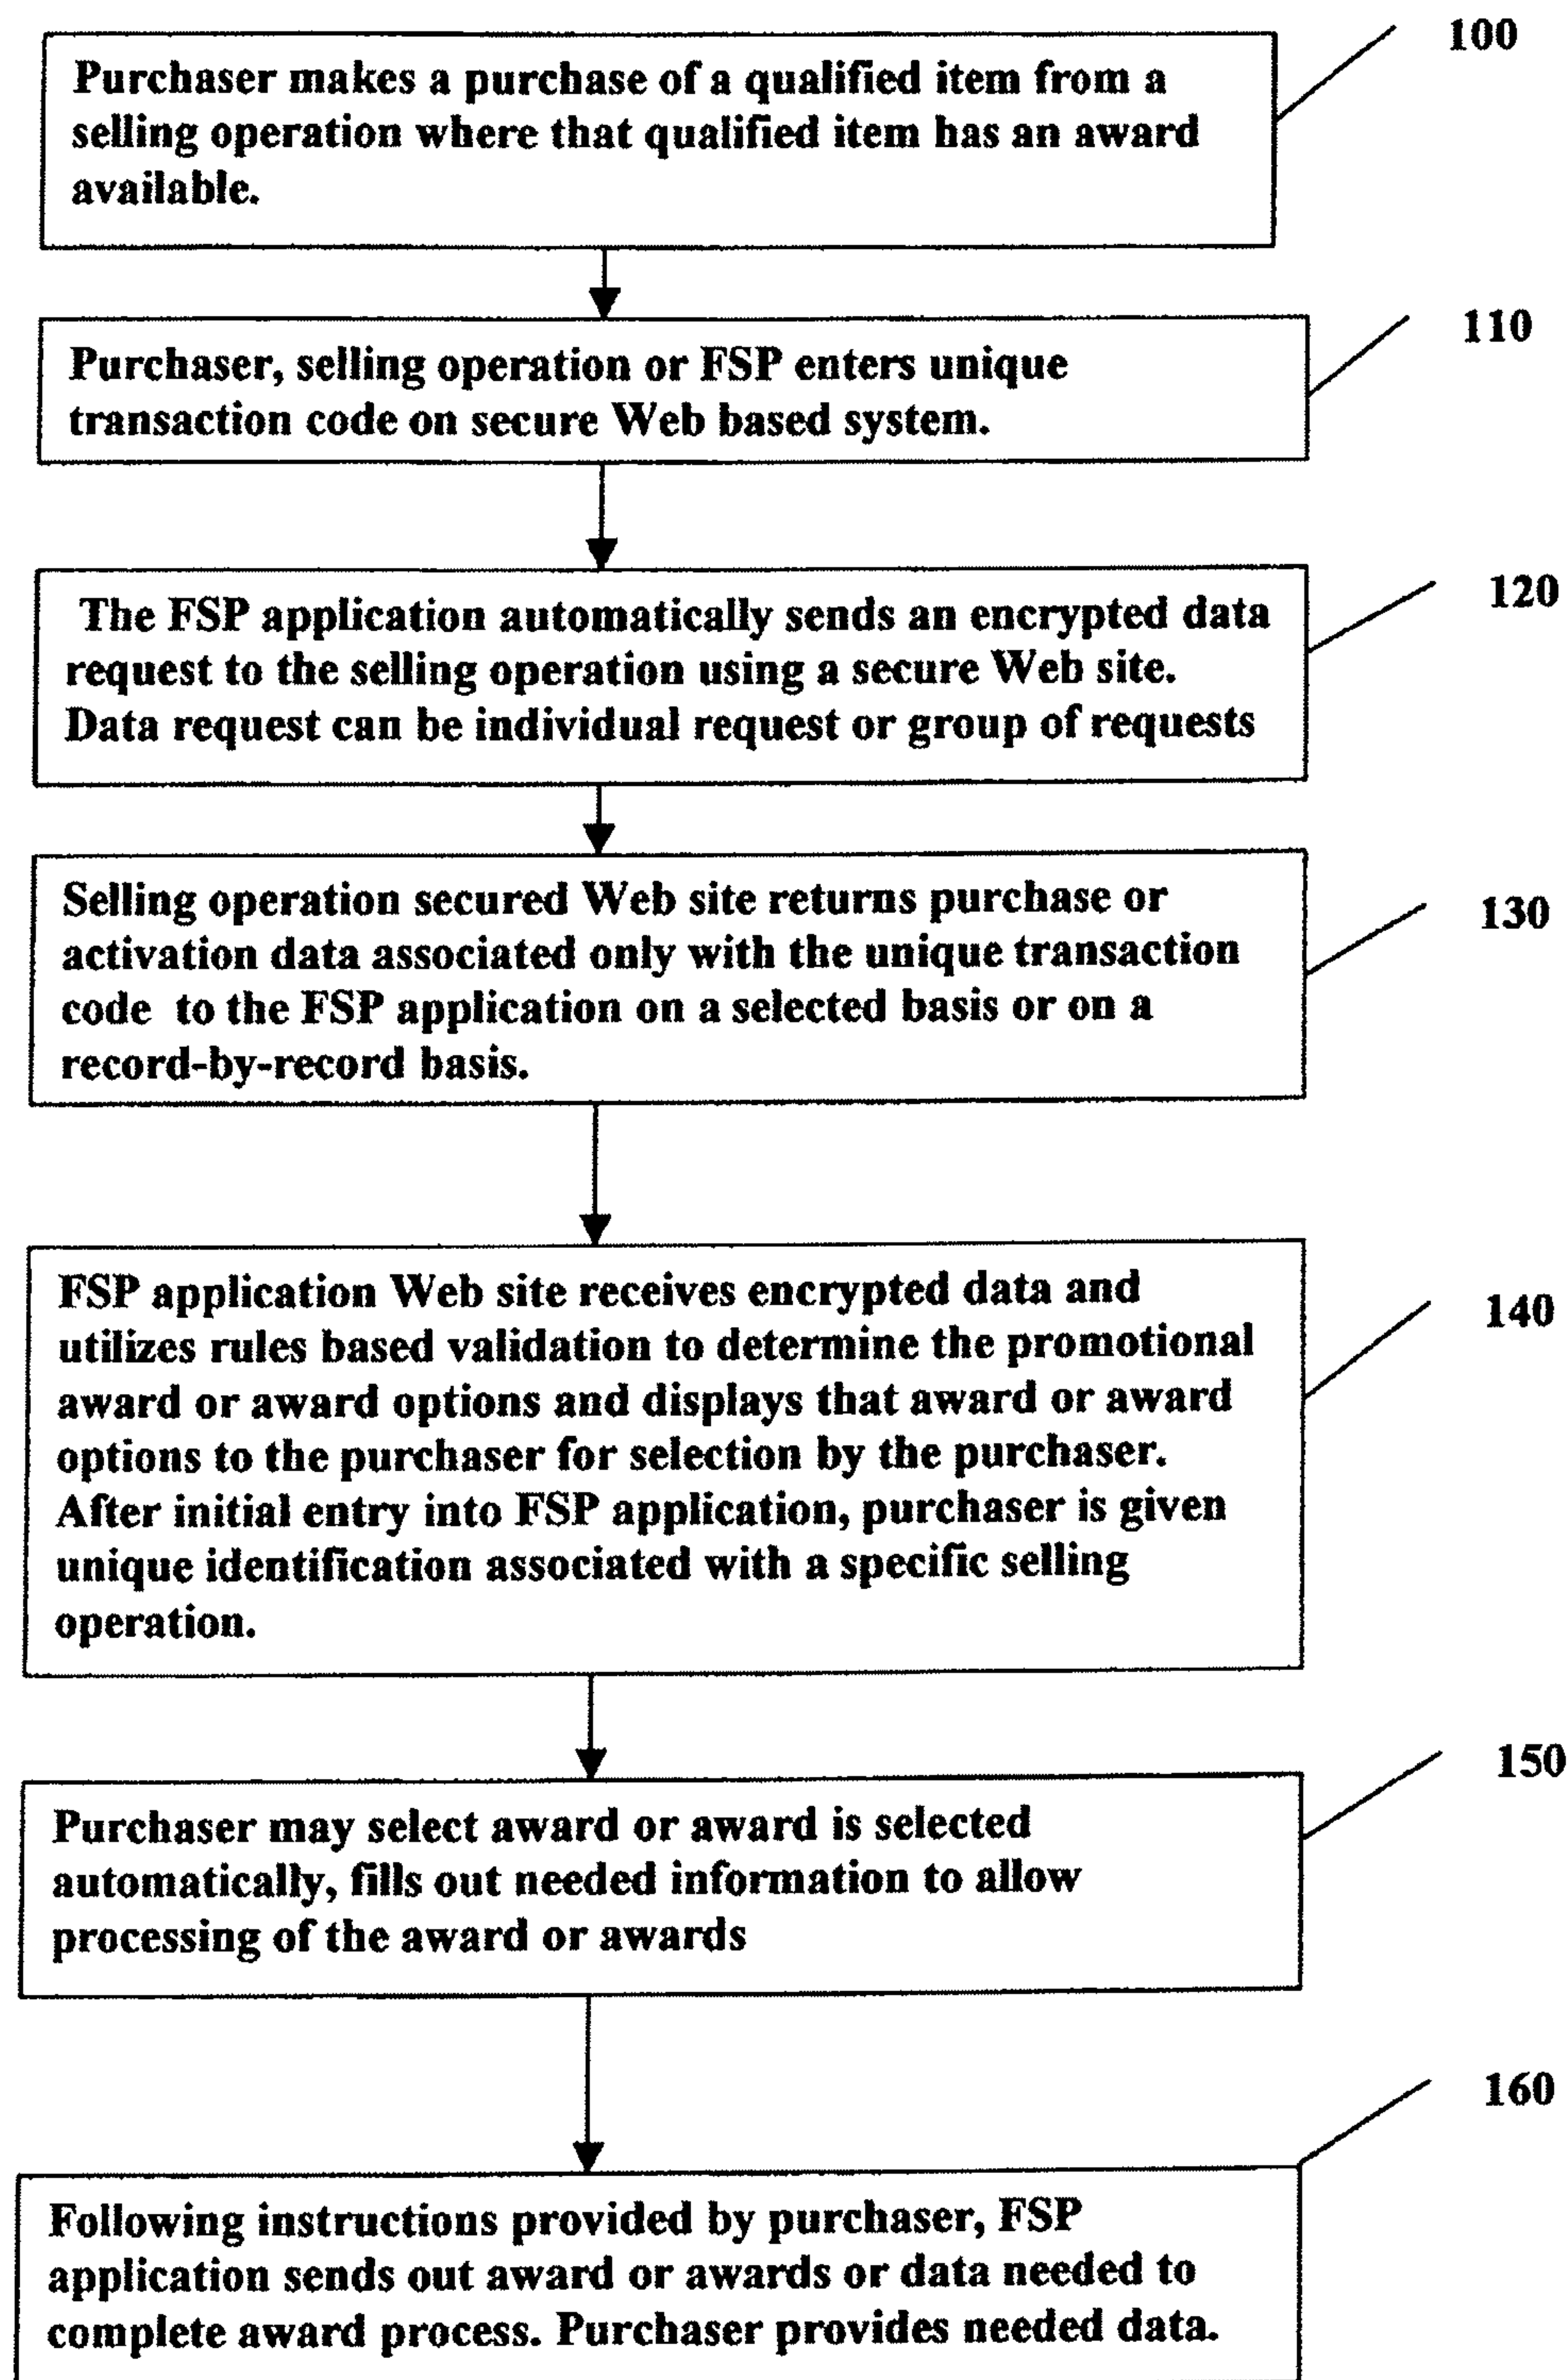 100
Purchaser makes a purchase of a qualified item from a
selling operation where that qualified item has an award
available.
110
Purchaser, selling operation or FSP enters unique
transaction code on secure Web based system.
120
The FSP application automatically sends an encrypted data
request to the selling operation using a secure Web site.
Data request can be individual request or group of requests
130
Selling operation secured Web site returns purchase or
activation data associated only with the unique transaction
code to the FSP application on a selected basis or on a
record-by-record basis.
140
FSP application Web site receives encrypted data and
utilizes rules based validation to determine the promotional
award or award options and displays that award or award
options to the purchaser for selection by the purchaser.
After initial entry into FSP application, purchaser is given
unique identification associated with a specific selling
operation.
150
Purchaser may select award or award is selected
automatically, fills out needed information to allow
processing of the award or awards
160
Following instructions provided by purchaser, FSP
application sends out award or awards or data needed to
complete award process. Purchaser provides needed data.